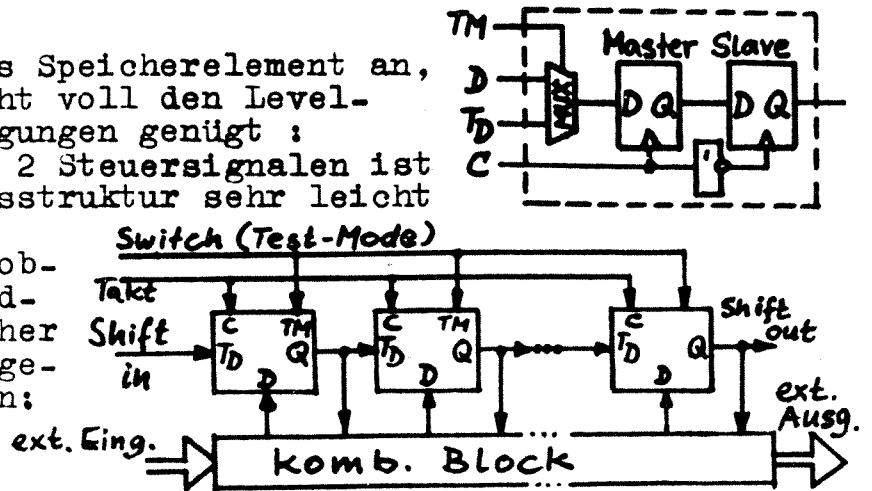 s Speicherelement an,
ht voll den Level-
gungen genügt :
2 Steuersignalen ist
sstruktur sehr leicht
ob-
d-
her
ge-
n:
TM
D
TD
C
MUX
Master Slave
D Q
D Q
1
Switch (Test-Mode)
Takt
Shift
in
C TM
TD Q
D
C TM
TD Q
D
C
TD Q
D
Shift
out
ext. Eing.
komb. Block
ext.
Ausg.